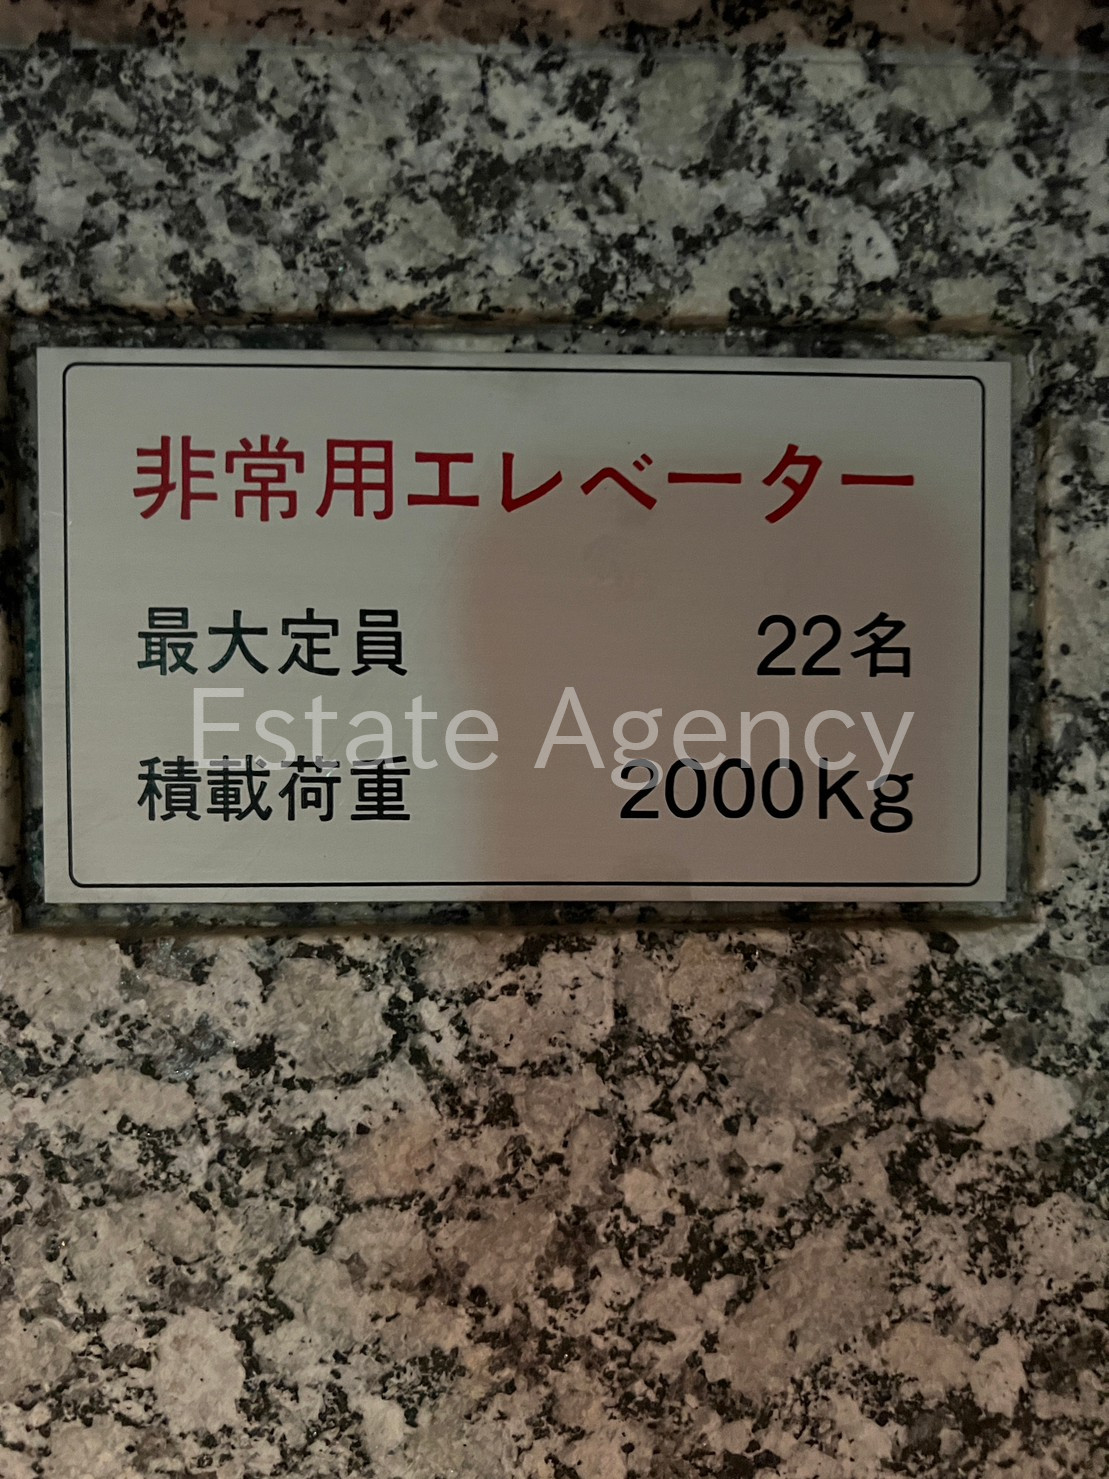 非常用エレベーター
最大定員 22名
Estate Agency
積載荷重 2000kg